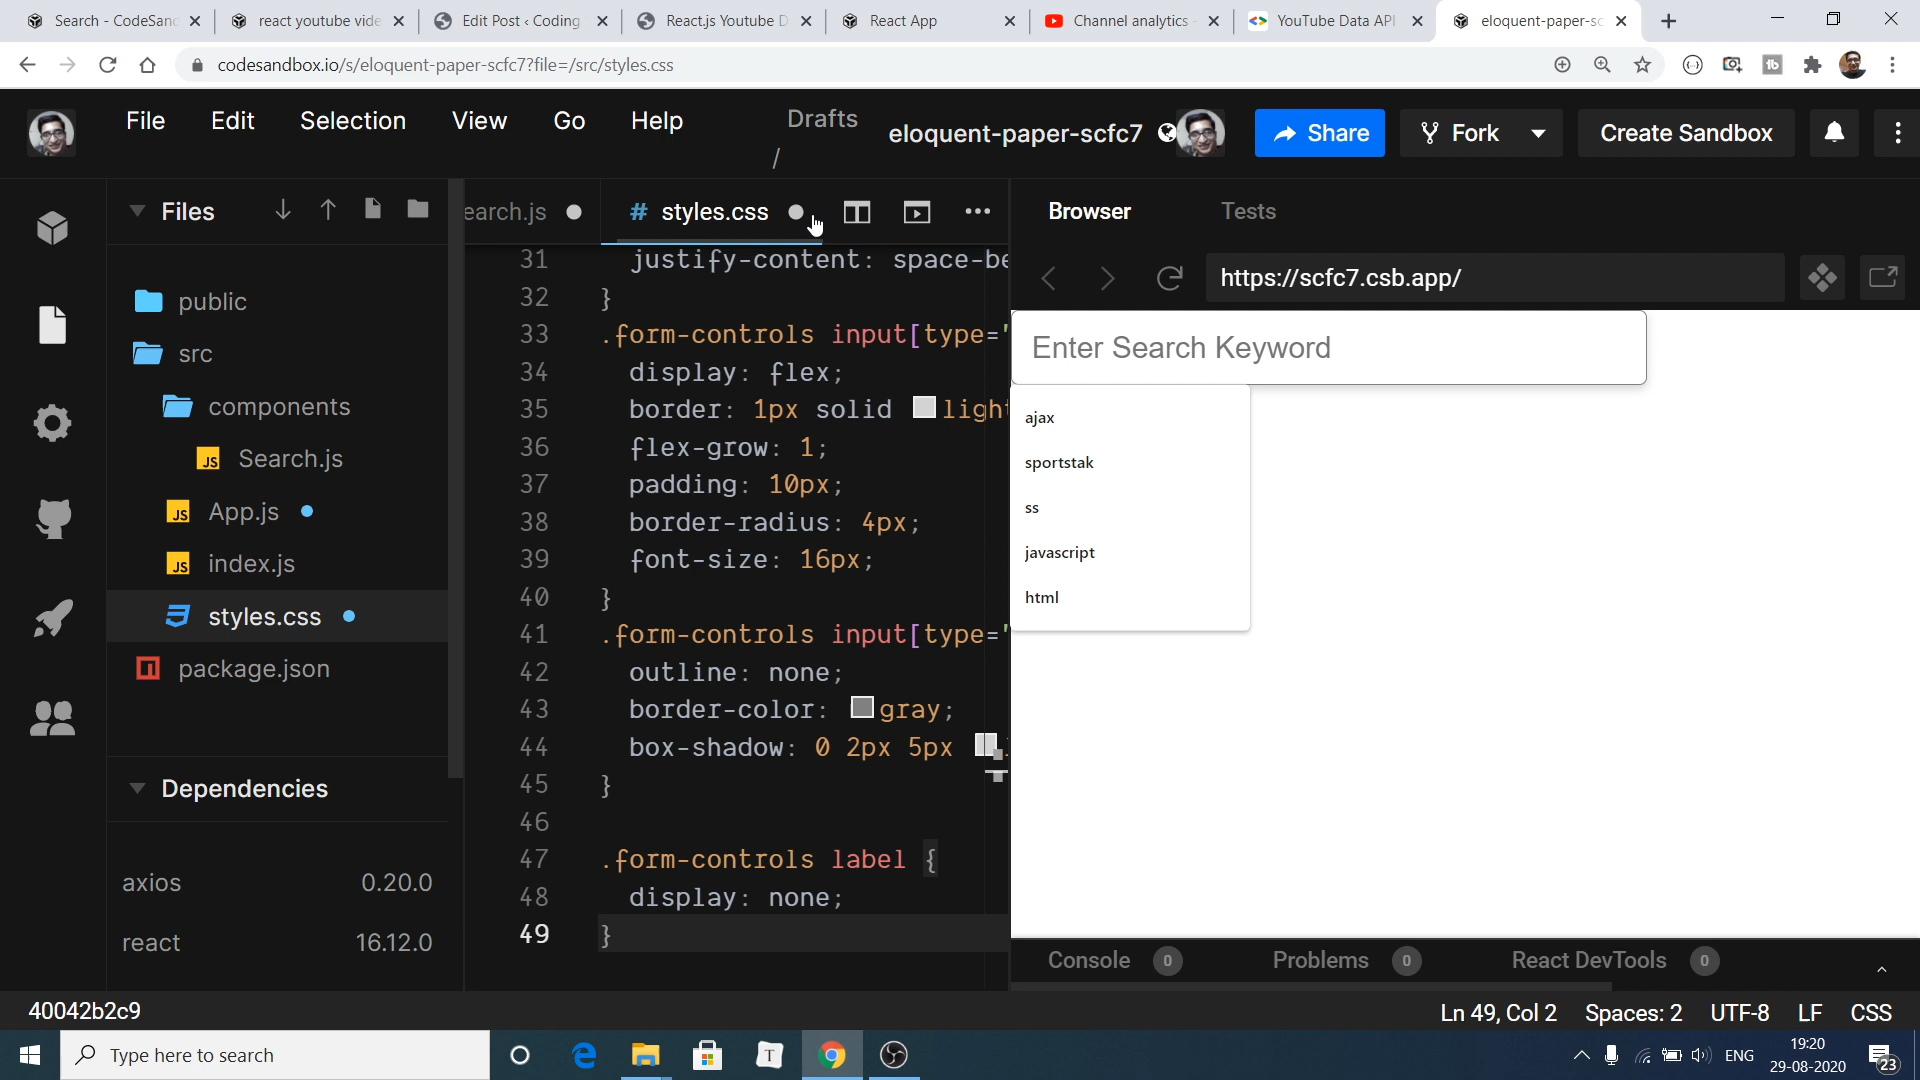 Search - CodeSanc
react youtube vide
Edit Post ‹ Coding
React.js Youtube D
React App
Channel analytics -
YouTube Data API
eloquent-paper-sc
codesandbox.io/s/eloquent-paper-scfc7?file=/src/styles.css
File Edit Selection View Go Help
Drafts
/
eloquent-paper-scfc7
Share
Fork
Create Sandbox
Files
public
src
components
JS Search.js
JS App.js
JS index.js
styles.css
package.json
Dependencies
axios 0.20.0
react 16.12.0
earch.js
# styles.css
31 justify-content: space-be
32 }
33 .form-controls input[type="
34 display: flex;
35 border: 1px solid light
36 flex-grow: 1;
37 padding: 10px;
38 border-radius: 4px;
39 font-size: 16px;
40 }
41 .form-controls input[type="
42 outline: none;
43 border-color: gray;
44 box-shadow: 0 2px 5px
45 }
46
47 .form-controls label {
48 display: none;
49 }
Browser Tests
https://scfc7.csb.app/
Enter Search Keyword
ajax
sportstak
ss
javascript
html
Console 0 Problems 0 React DevTools 0
40042b2c9
Ln 49, Col 2 Spaces: 2 UTF-8 LF CSS
Type here to search
T
ENG
19:20
29-08-2020
23